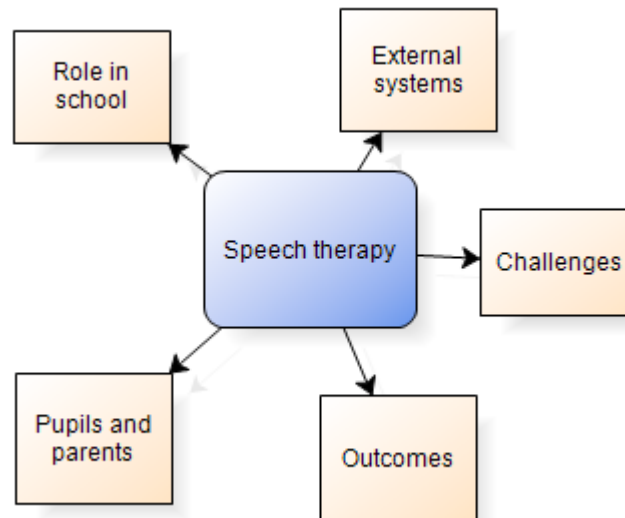 Role in
school
External
systems
Speech therapy
Challenges
Pupils and
parents
Outcomes